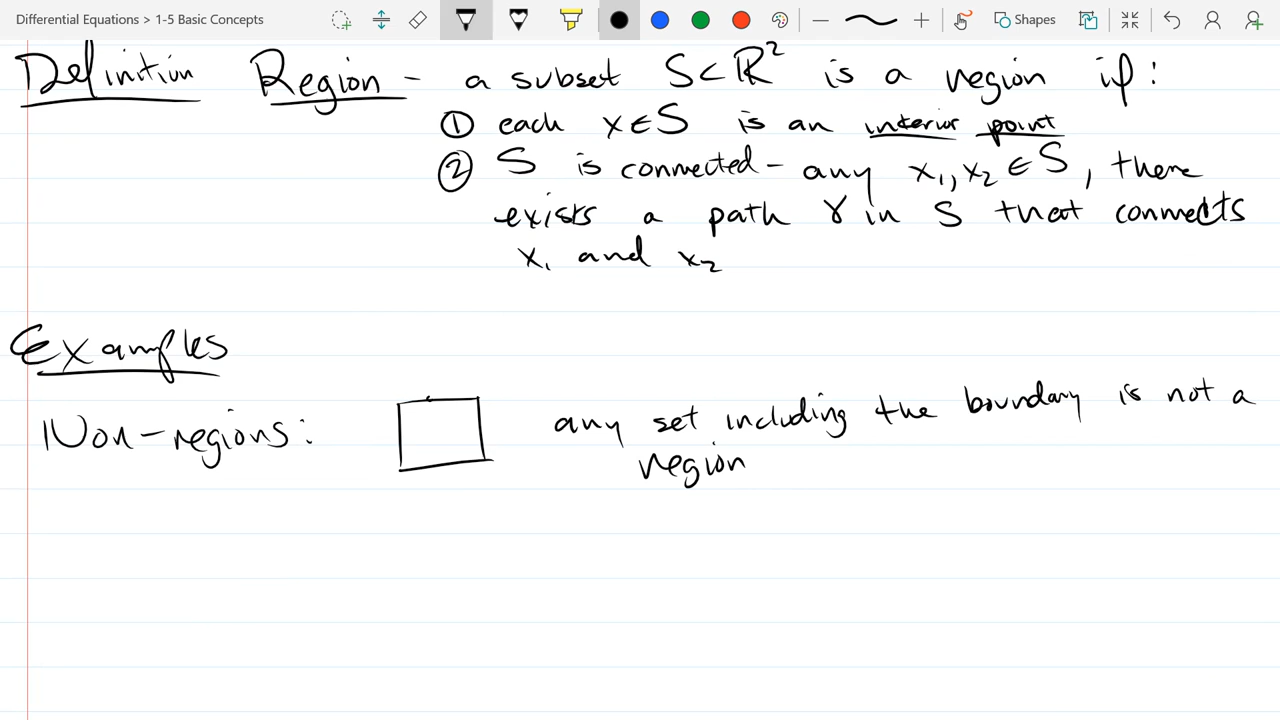 Differential Equations > 1-5 Basic Concepts
Shapes
Definition Region - a subset S⊂ℝ² is a region if:
① each x∈S is an interior point
② S is connected - any x₁, x₂ ∈ S, there
exists a path γ in S that connects
x₁ and x₂
Examples
Non-regions: any set including the boundary is not a
region